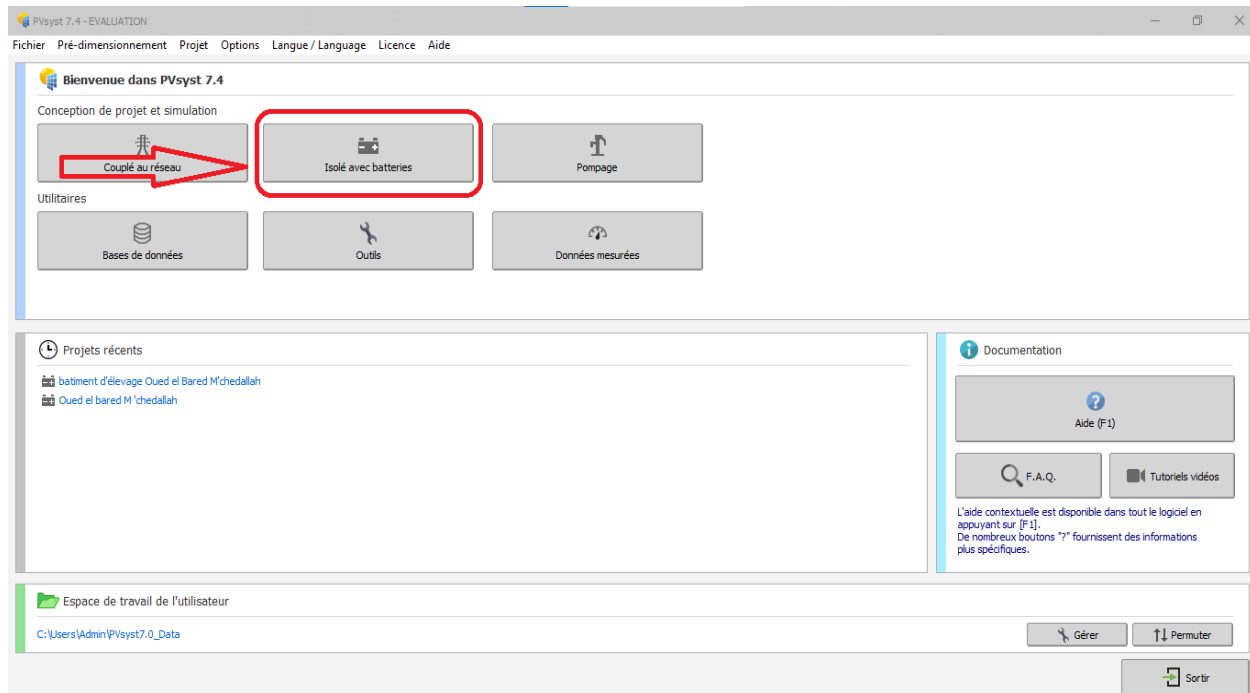 PVsyst 7.4 - EVALUATION
Fichier Pré-dimensionnement Projet Options Langue / Language Licence Aide
Bienvenue dans PVsyst 7.4
Conception de projet et simulation
Couplé au réseau
Isolé avec batteries
Pompage
Utilitaires
Bases de données
Outils
Données mesurées
Projets récents
batiment d'élevage Oued el Bared M'chedallah
Oued el bared M 'chedallah
Documentation
Aide (F1)
F.A.Q.
Tutoriels vidéos
L'aide contextuelle est disponible dans tout le logiciel en
appuyant sur [F1].
De nombreux boutons "?" fournissent des informations
plus spécifiques.
Espace de travail de l'utilisateur
C:\Users\Admin\PVsyst7.0_Data
Gérer
Permuter
Sortir